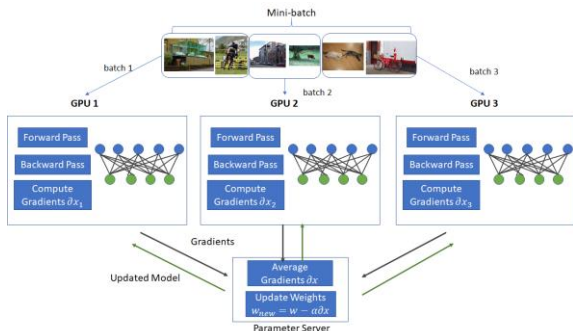 Mini-batch
batch 1
batch 2
batch 3
GPU 1
GPU 2
GPU 3
Forward Pass
Backward Pass
Compute
Gradients ∂x₁
Forward Pass
Backward Pass
Compute
Gradients ∂x₂
Forward Pass
Backward Pass
Compute
Gradients ∂x₃
Gradients
Updated Model
Average
Gradients ∂x
Update Weights
wₙₑw = w − α∂x
Parameter Server